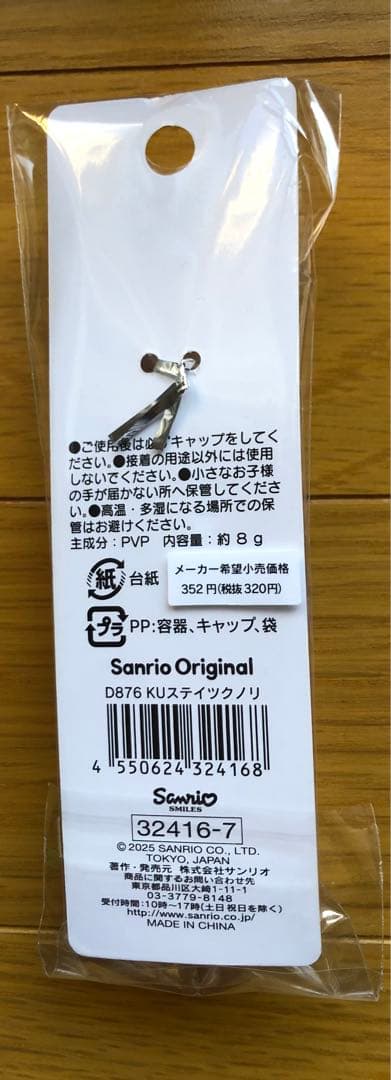 ●ご使用後は必ずキャップをしてく
ださい。●接着の用途以外には使用
しないでください。●小さなお子様
の手が届かない所へ保管してくださ
い。●高温・多湿になる場所での保
管はお避けください。
主成分：PVP 内容量：約8g
紙 台紙
メーカー希望小売価格
352円(税抜320円)
プラ PP:容器、キャップ、袋
Sanrio Original
D876 KUステイツクノリ
4 550624 324168
Sanrio
SMILES
32416-7
© 2025 SANRIO CO., LTD.
TOKYO, JAPAN
著作・発売元 株式会社サンリオ
商品に関するお問い合わせ先
東京都品川区大崎1-11-1
03-3779-8148
受付時間:10時〜17時(土日祝日を除く)
http://www.sanrio.co.jp/
MADE IN CHINA